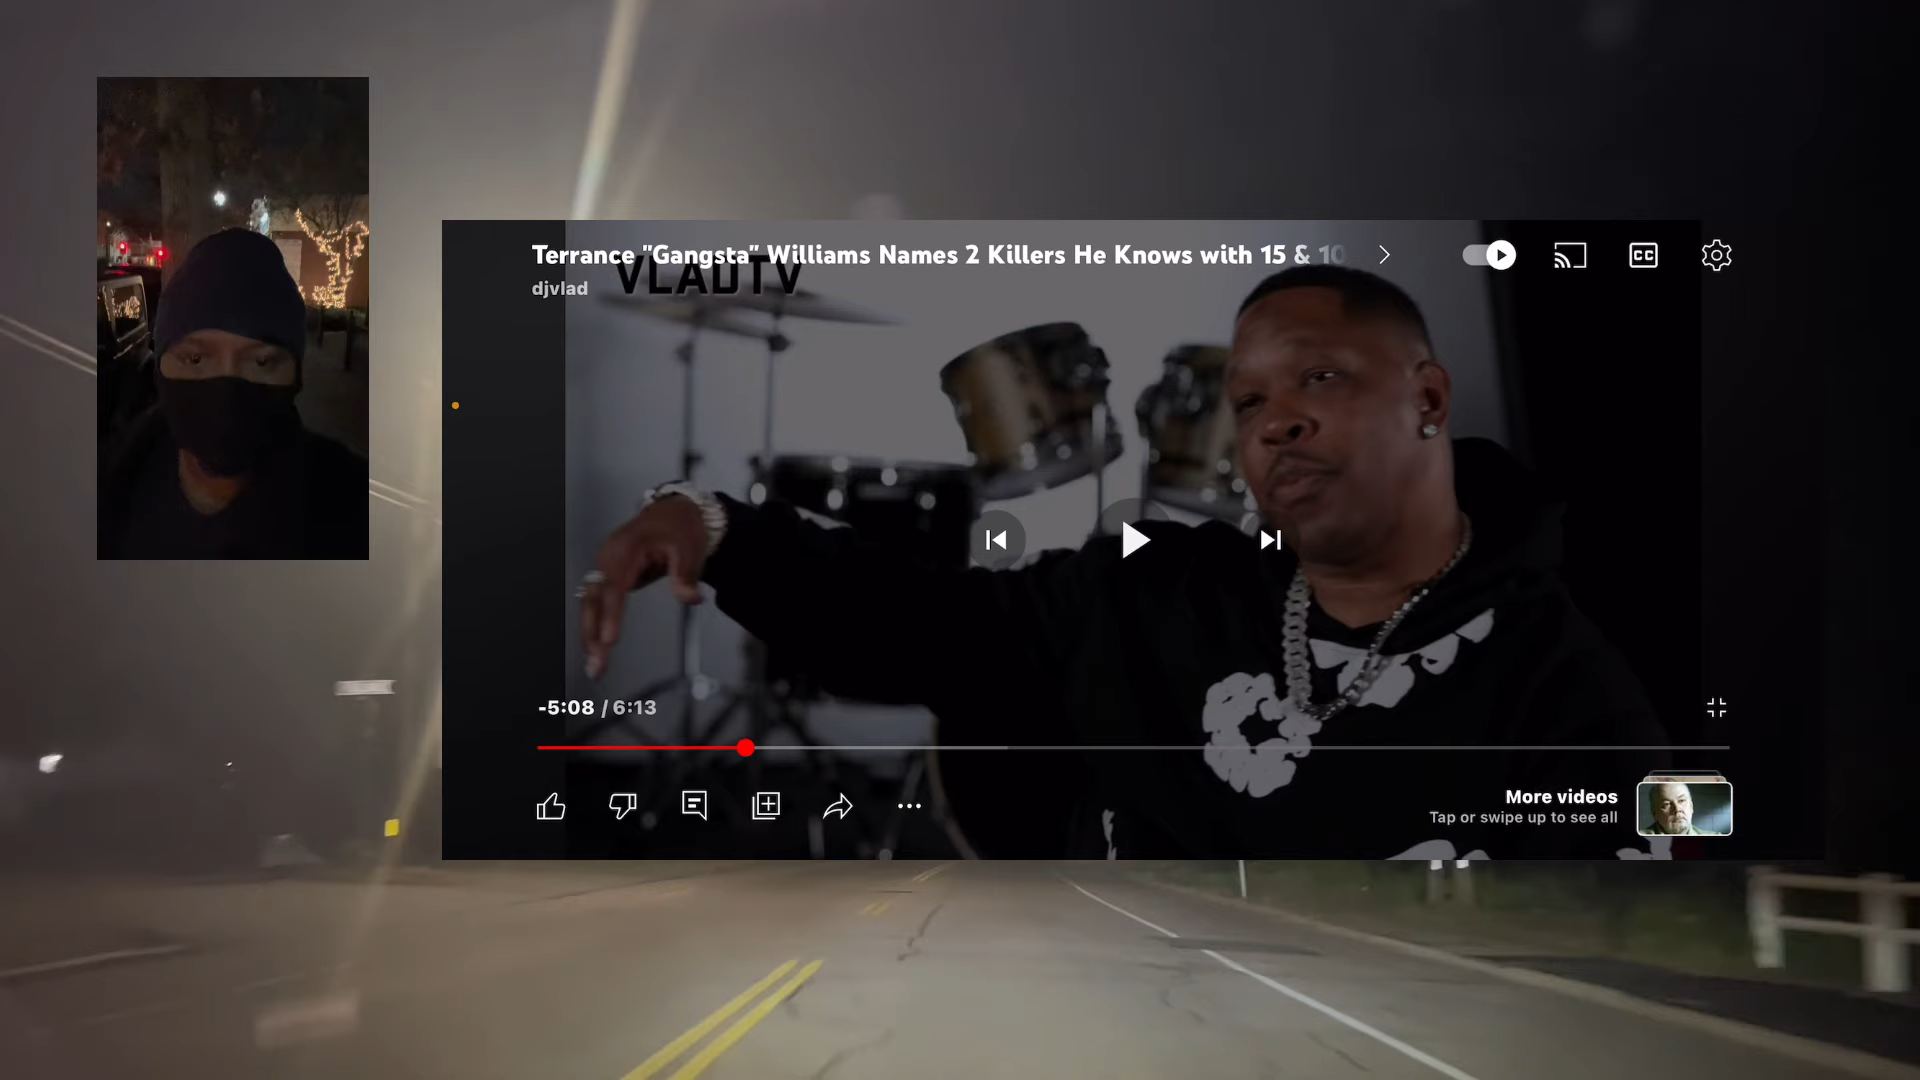 Terrance "Gangsta" Williams Names 2 Killers He Knows with 15 & 10
djvlad
VLADTV
CC
-5:08 / 6:13
More videos
Tap or swipe up to see all